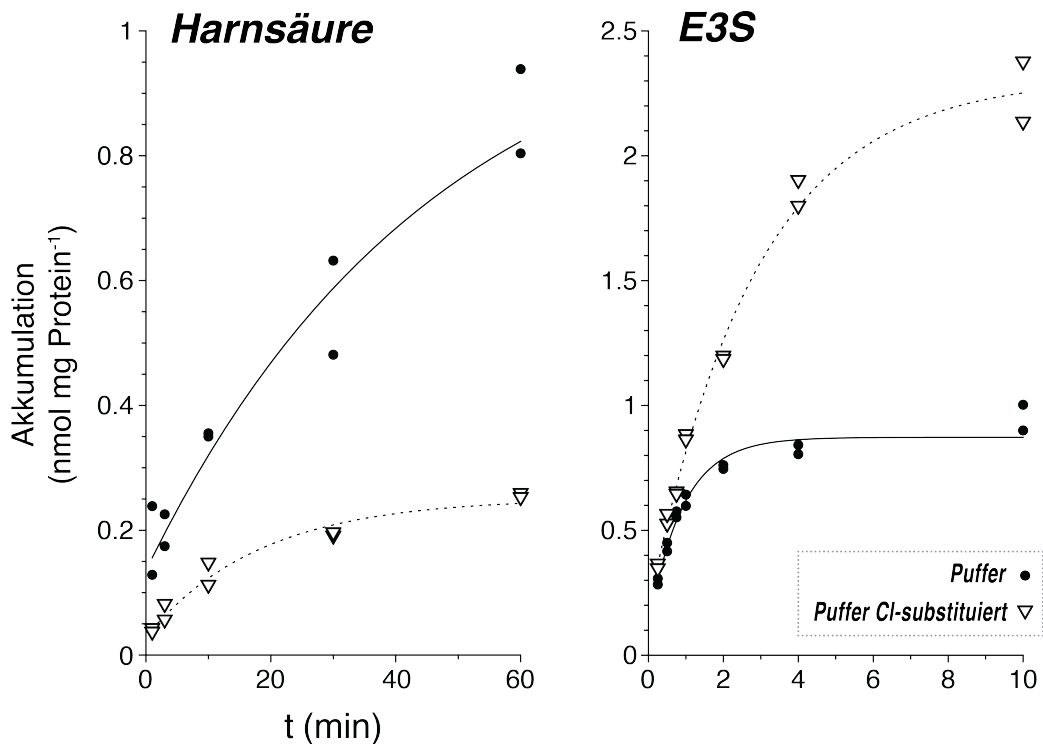 Harnsäure
E3S
Akkumulation
(nmol mg Protein⁻¹)
1
0.8
0.6
0.4
0.2
0
0 20 40 60
t (min)
2.5
2
1.5
1
0.5
0
0 2 4 6 8 10
Puffer
Puffer Cl-substituiert